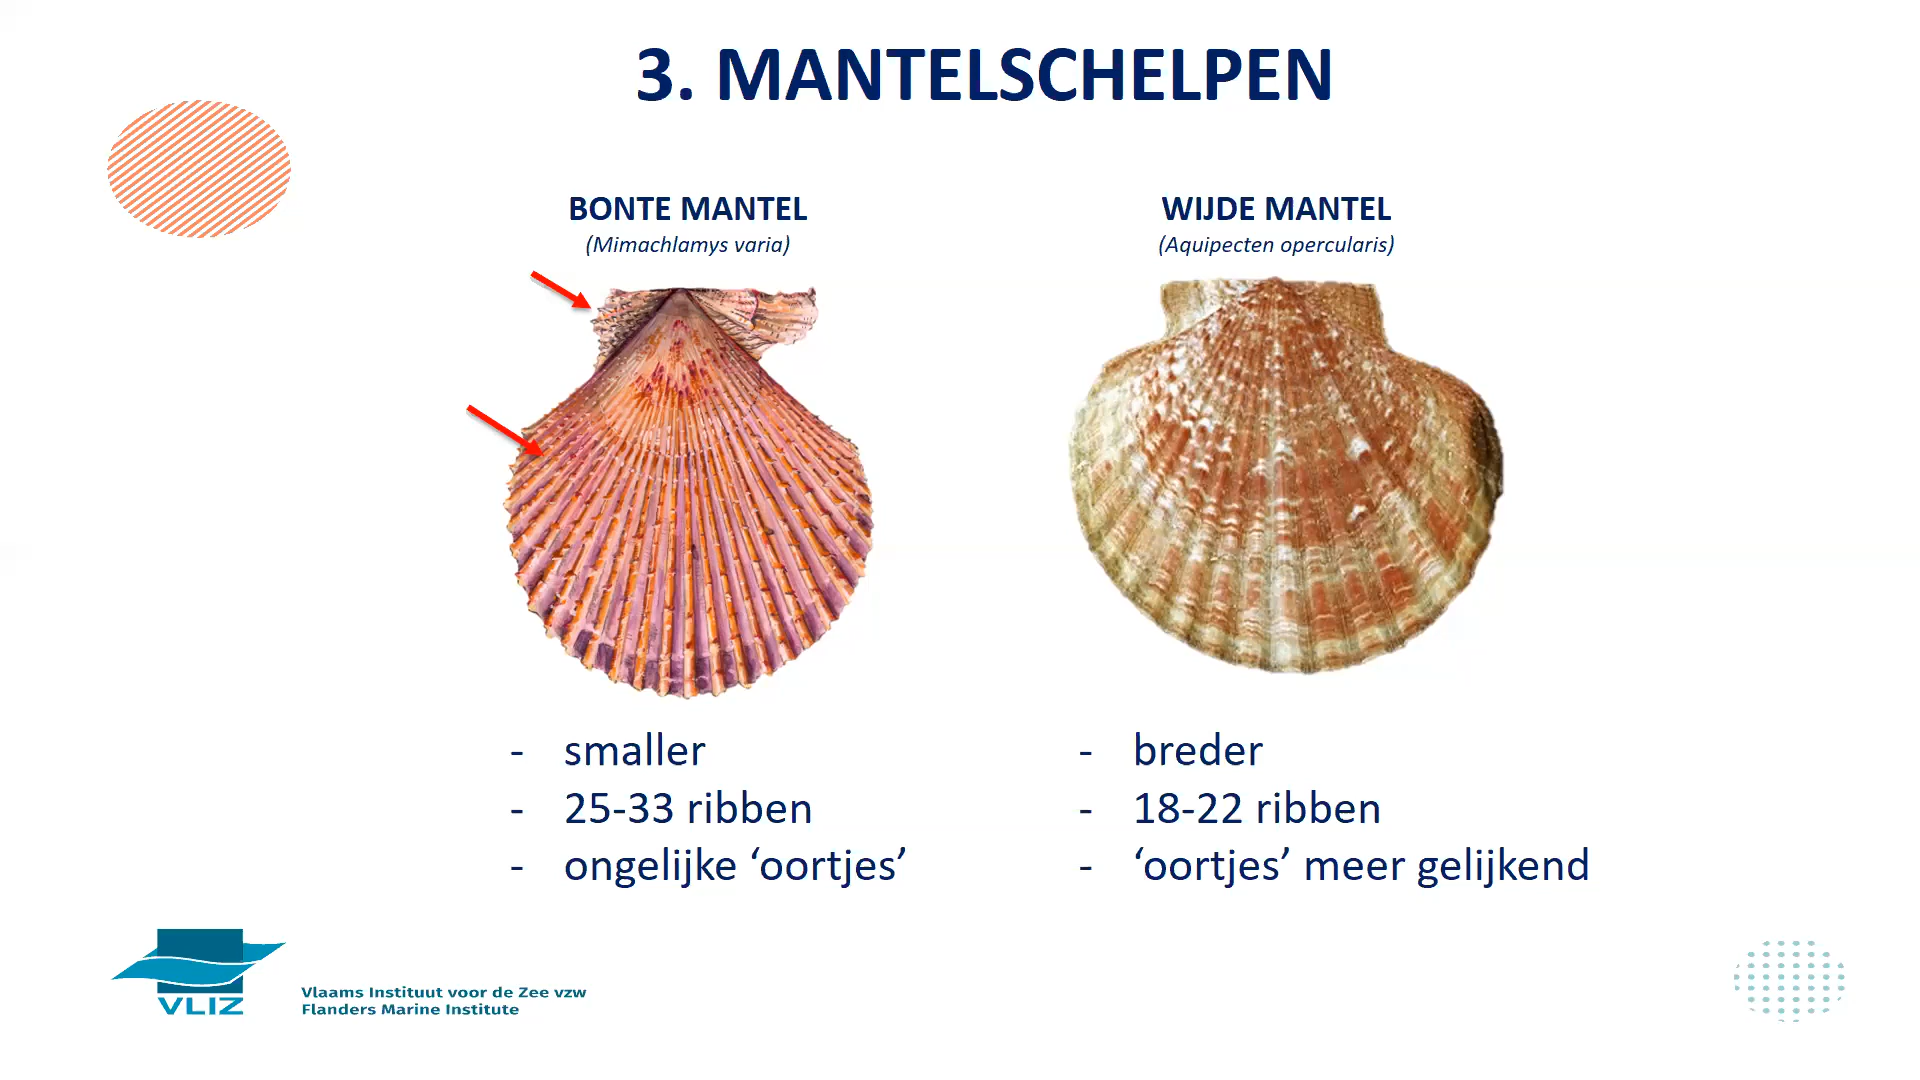 3. MANTELSCHELPEN
BONTE MANTEL
(Mimachlamys varia)
- smaller
- 25-33 ribben
- ongelijke ‘oortjes’
WIJDE MANTEL
(Aquipecten opercularis)
- breder
- 18-22 ribben
- ‘oortjes’ meer gelijkend
VLIZ
Vlaams Instituut voor de Zee vzw
Flanders Marine Institute